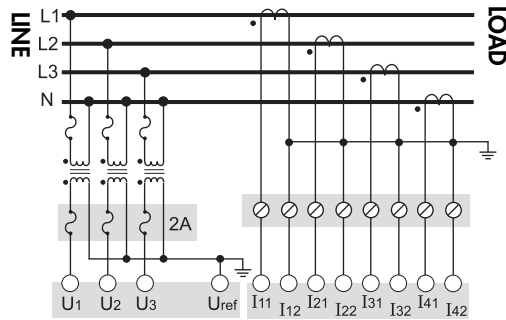 LINE
LOAD
L1
L2
L3
N
2A
U1 U2 U3 Uref I11 I12 I21 I22 I31 I32 I41 I42